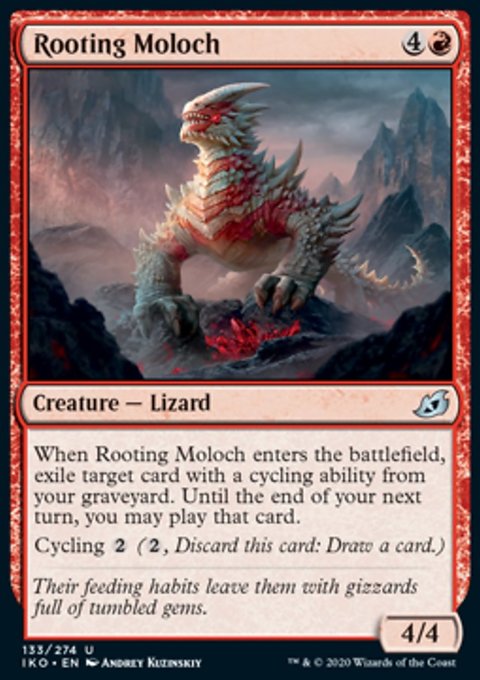 Rooting Moloch 4
Creature — Lizard
When Rooting Moloch enters the battlefield,
exile target card with a cycling ability from
your graveyard. Until the end of your next
turn, you may play that card.
Cycling 2 (2, Discard this card: Draw a card.)
Their feeding habits leave them with gizzards
full of tumbled gems.
4/4
133/274 U
IKO • EN Andrey Kuzinskiy ™ & © 2020 Wizards of the Coast